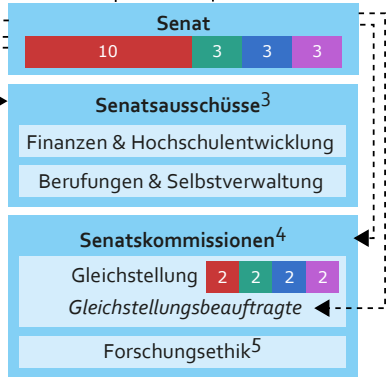 Senat
10 3 3 3
Senatsausschüsse3
Finanzen & Hochschulentwicklung
Berufungen & Selbstverwaltung
Senatskommissionen4
Gleichstellung 2 2 2 2
Gleichstellungsbeauftragte
Forschungsethik5